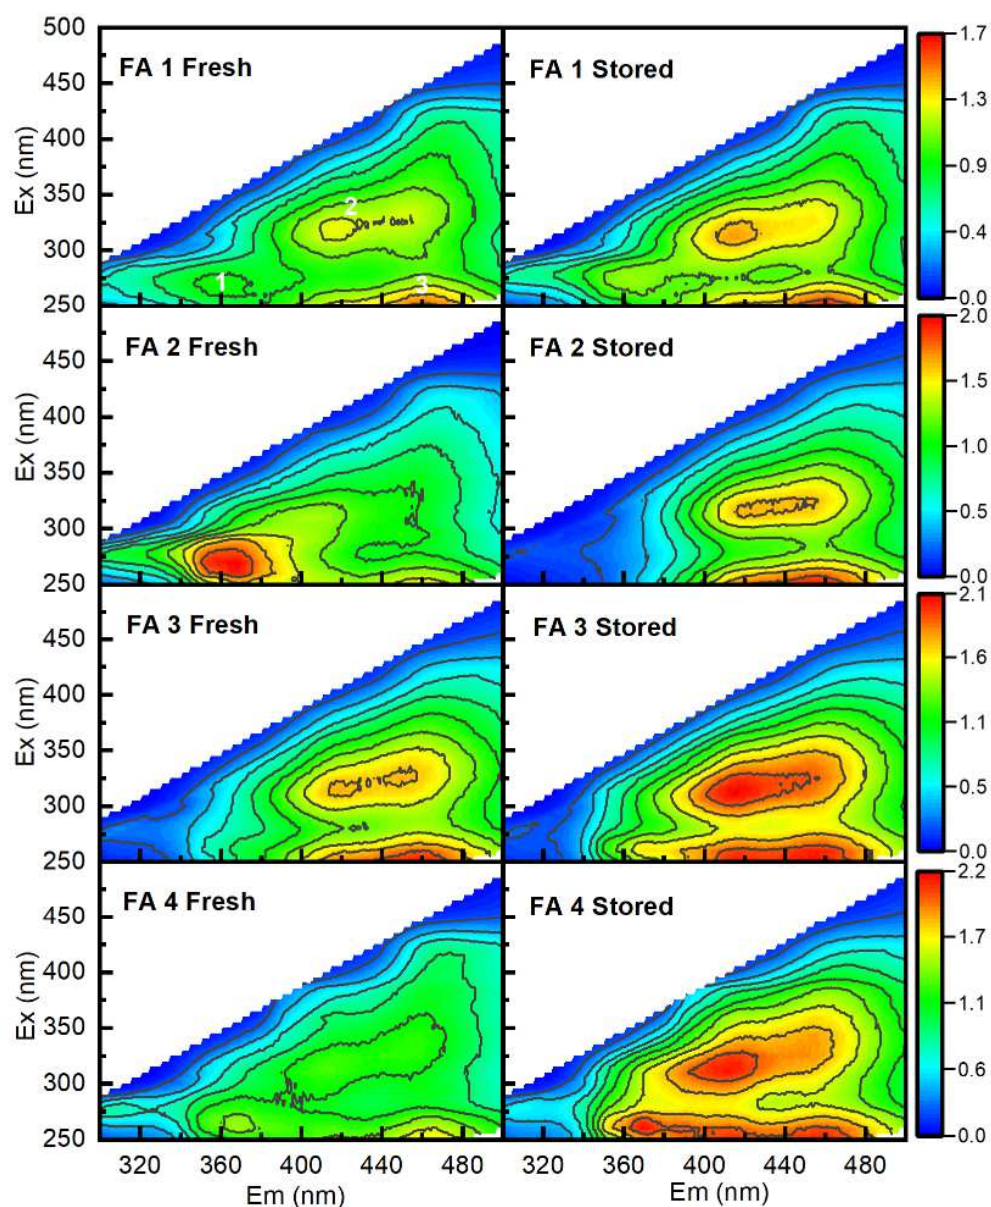 500
450
400
350
300
250
Ex (nm)
FA 1 Fresh
1
2
3
FA 1 Stored
1.7
1.3
0.9
0.4
0.0
450
400
350
300
250
Ex (nm)
FA 2 Fresh
FA 2 Stored
2.0
1.5
1.0
0.5
0.0
450
400
350
300
250
Ex (nm)
FA 3 Fresh
FA 3 Stored
2.1
1.6
1.1
0.5
0.0
450
400
350
300
250
Ex (nm)
FA 4 Fresh
FA 4 Stored
2.2
1.7
1.1
0.6
0.0
320 360 400 440 480
320 360 400 440 480
Em (nm)
Em (nm)